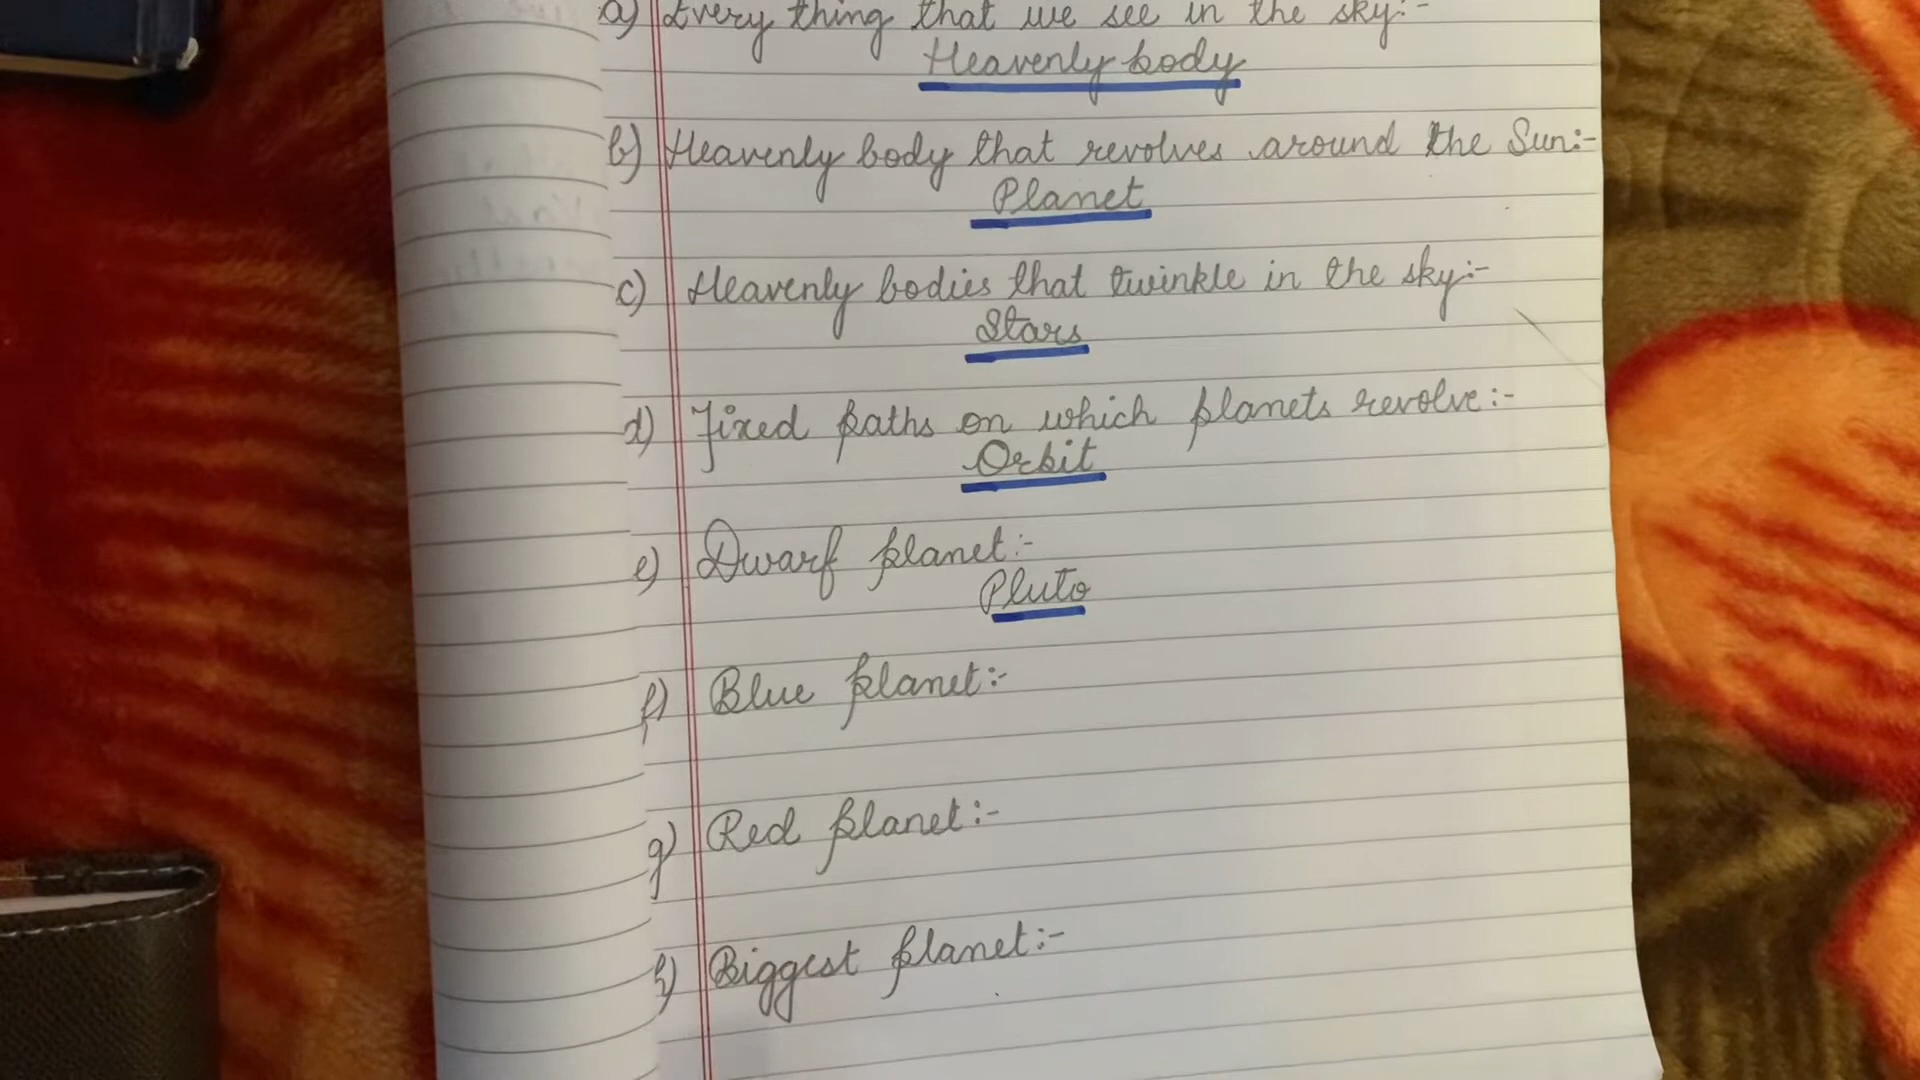 a) Every thing that we see in the sky:-
Heavenly body
b) Heavenly body that revolves around the Sun:-
Planet
c) Heavenly bodies that twinkle in the sky:-
Stars
d) Fixed paths on which planets revolve:-
Orbit
e) Dwarf planet:-
Pluto
f) Blue planet:-
g) Red planet:-
h) Biggest planet:-